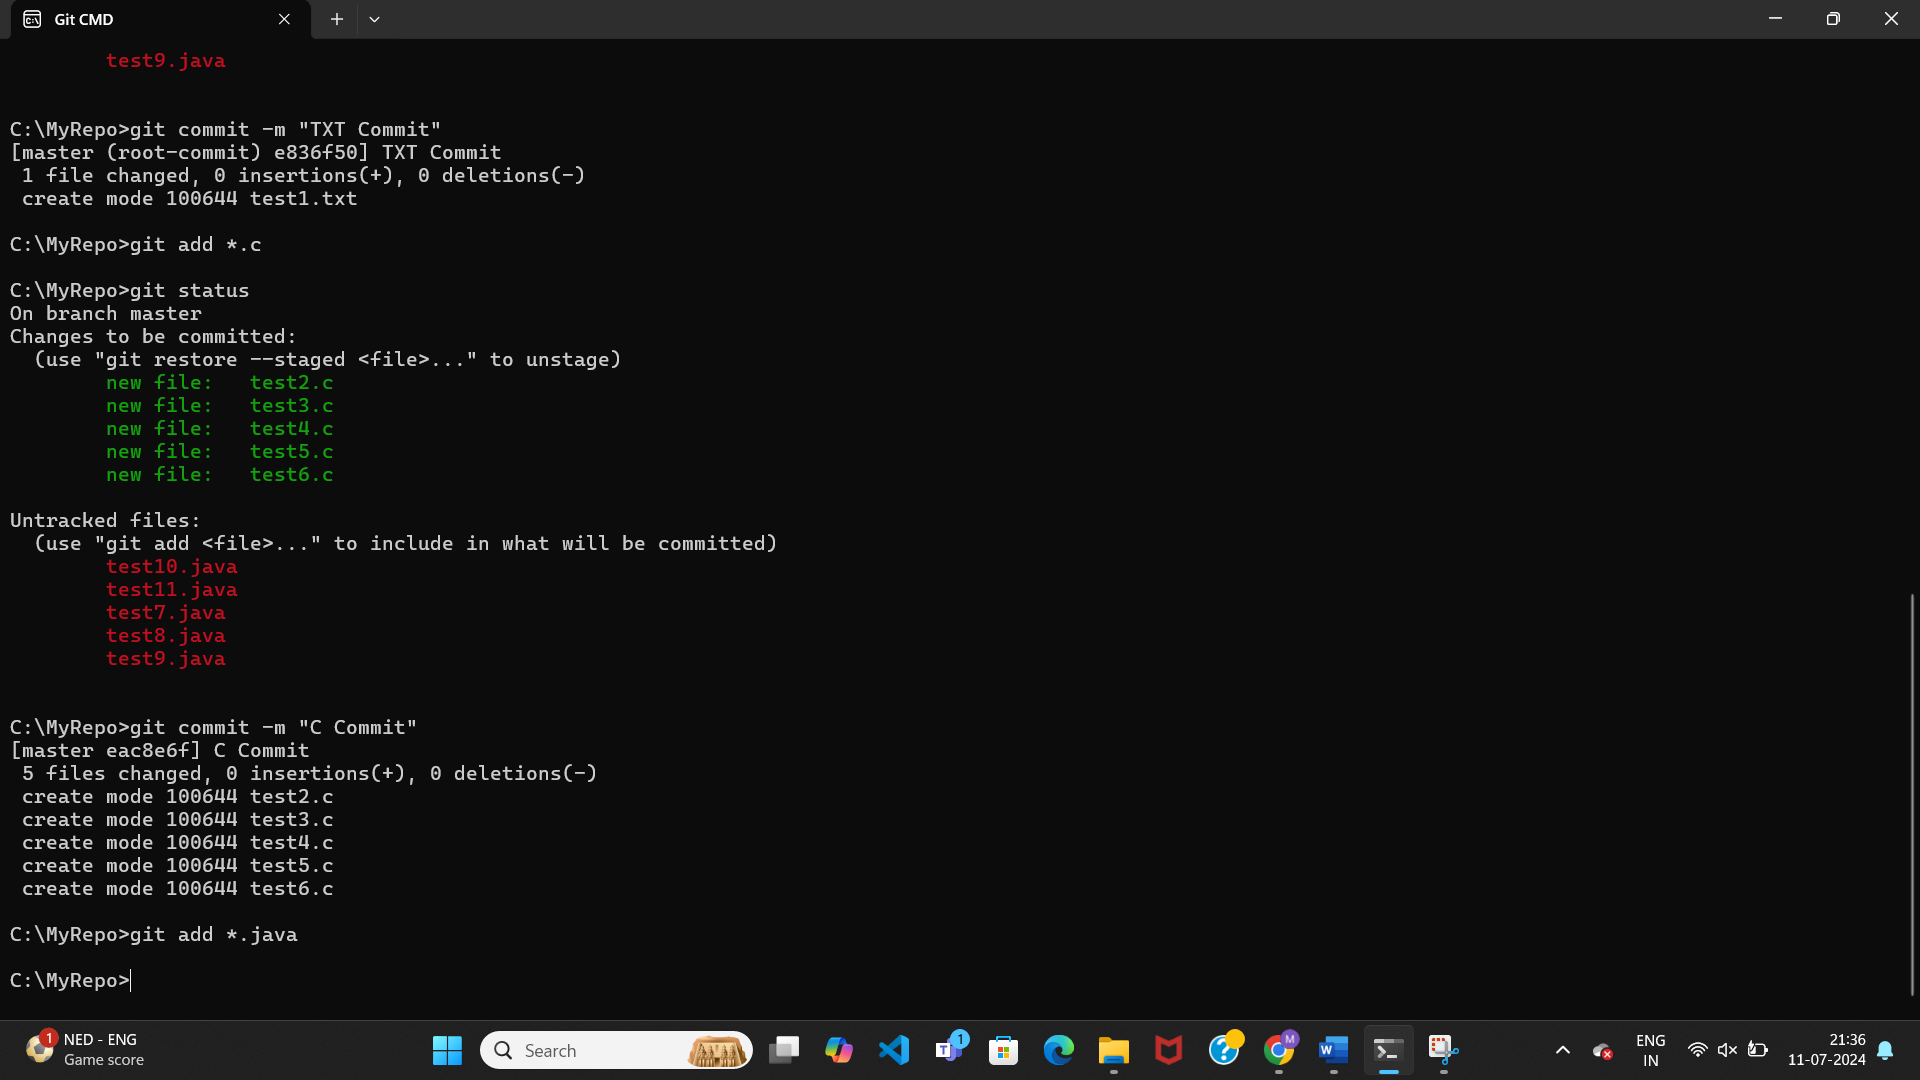 Git CMD
test9.java
C:\MyRepo>git commit -m "TXT Commit"
[master (root-commit) e836f50] TXT Commit
 1 file changed, 0 insertions(+), 0 deletions(-)
 create mode 100644 test1.txt
C:\MyRepo>git add *.c
C:\MyRepo>git status
On branch master
Changes to be committed:
  (use "git restore --staged <file>..." to unstage)
        new file:   test2.c
        new file:   test3.c
        new file:   test4.c
        new file:   test5.c
        new file:   test6.c
Untracked files:
  (use "git add <file>..." to include in what will be committed)
        test10.java
        test11.java
        test7.java
        test8.java
        test9.java
C:\MyRepo>git commit -m "C Commit"
[master eac8e6f] C Commit
 5 files changed, 0 insertions(+), 0 deletions(-)
 create mode 100644 test2.c
 create mode 100644 test3.c
 create mode 100644 test4.c
 create mode 100644 test5.c
 create mode 100644 test6.c
C:\MyRepo>git add *.java
C:\MyRepo>
1
NED - ENG
Game score
Search
1
M
ENG
IN
21:36
11-07-2024